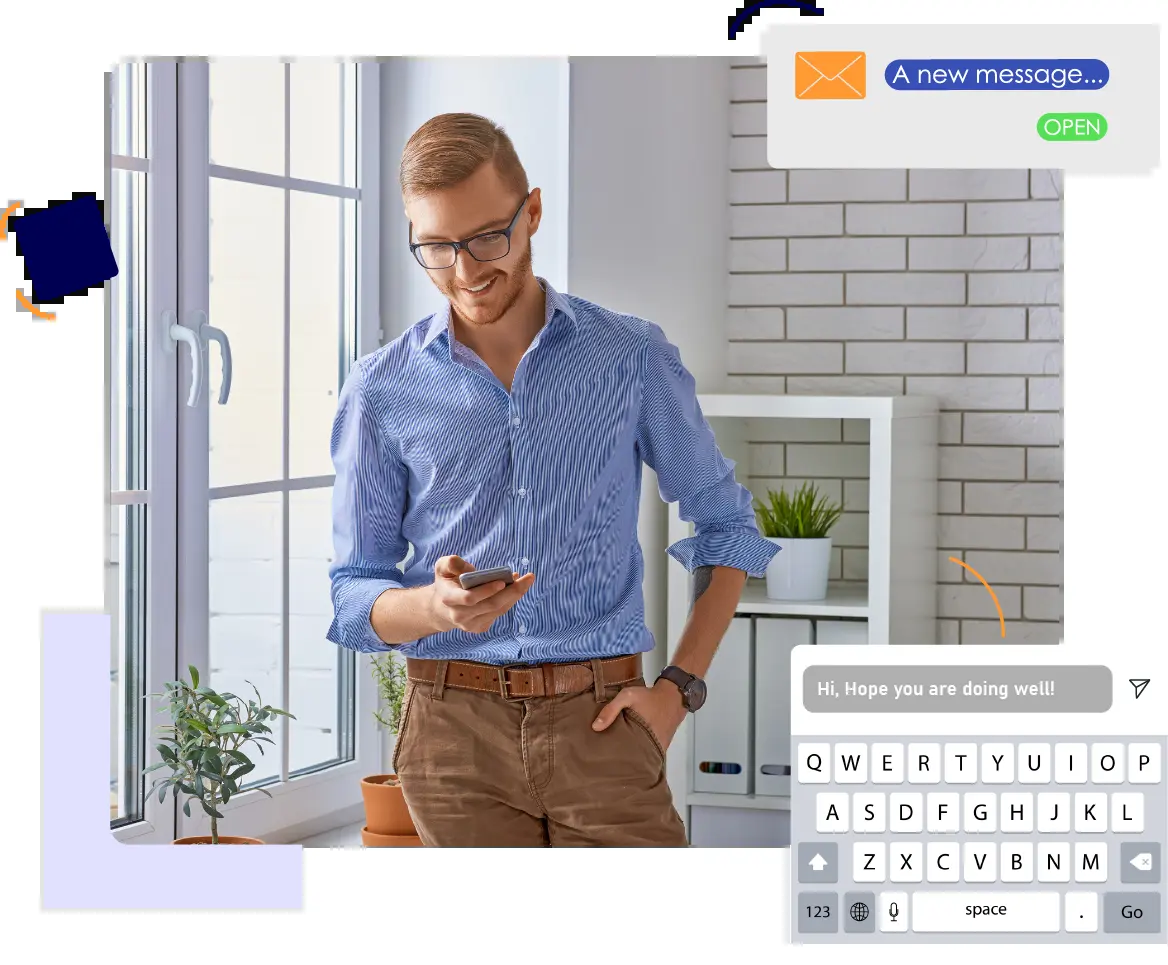 A new message...
OPEN
Hi, Hope you are doing well!
Q W E R T Y U I O P
A S D F G H J K L
Z X C V B N M
123 space . Go